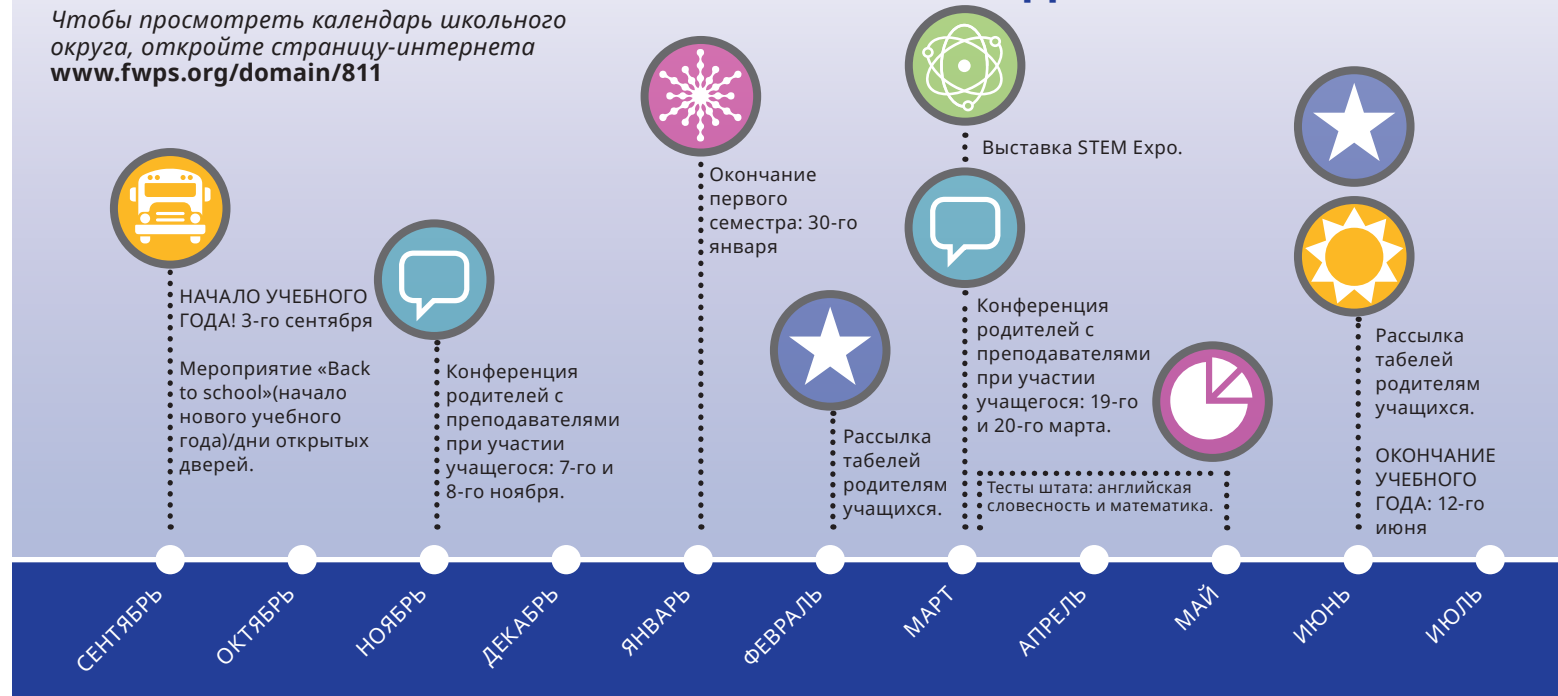 Чтобы просмотреть календарь школьного
округа, откройте страницу-интернета
www.fwps.org/domain/811
НАЧАЛО УЧЕБНОГО
ГОДА! 3-го сентября
Мероприятие «Back
to school»(начало
нового учебного
года)/дни открытых
дверей.
Конференция
родителей с
преподавателями
при участии
учащегося: 7-го и
8-го ноября.
Окончание
первого
семестра: 30-го
января
Рассылка
табелей
родителям
учащихся.
Выставка STEM Expo.
Конференция
родителей с
преподавателями
при участии
учащегося: 19-го
и 20-го марта.
Тесты штата: английская
словесность и математика.
Рассылка
табелей
родителям
учащихся.
ОКОНЧАНИЕ
УЧЕБНОГО
ГОДА: 12-го
июня
СЕНТЯБРЬ
ОКТЯБРЬ
НОЯБРЬ
ДЕКАБРЬ
ЯНВАРЬ
ФЕВРАЛЬ
МАРТ
АПРЕЛЬ
МАЙ
ИЮНЬ
ИЮЛЬ